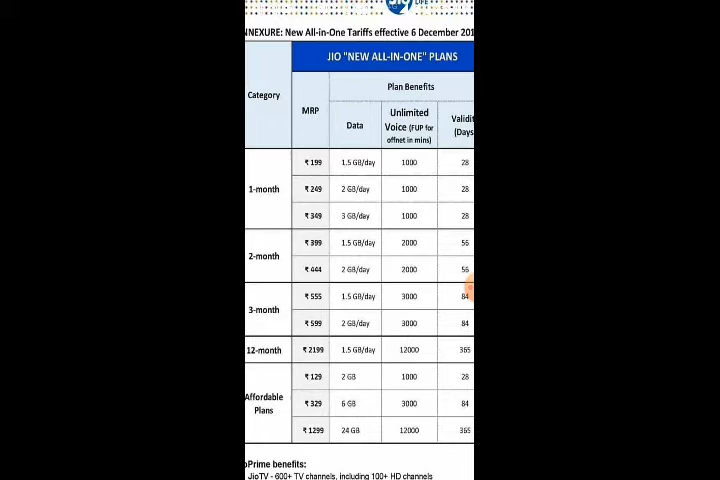 LIFE
NNEXURE: New All-in-One Tariffs effective 6 December 201
JIO "NEW ALL-IN-ONE" PLANS
Category
MRP
Plan Benefits
Data
Unlimited Voice (FUP for offnet in mins)
Validit (Days
1-month
₹ 199 1.5 GB/day 1000 28
₹ 249 2 GB/day 1000 28
₹ 349 3 GB/day 1000 28
2-month
₹ 399 1.5 GB/day 2000 56
₹ 444 2 GB/day 2000 56
3-month
₹ 555 1.5 GB/day 3000 84
₹ 599 2 GB/day 3000 84
12-month ₹ 2199 1.5 GB/day 12000 365
Affordable Plans
₹ 129 2 GB 1000 28
₹ 329 6 GB 3000 84
₹ 1299 24 GB 12000 365
oPrime benefits:
JioTV - 600+ TV channels, including 100+ HD channels